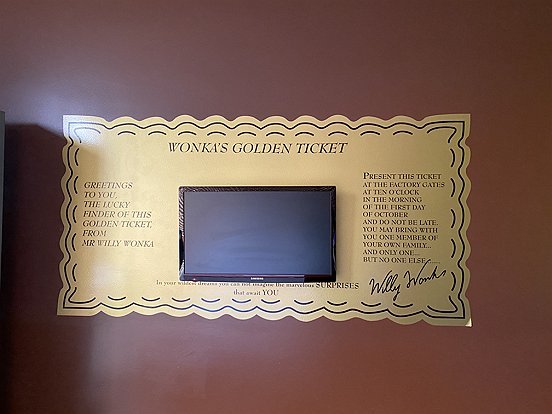 WONKA'S GOLDEN TICKET
GREETINGS
TO YOU,
THE LUCKY
FINDER OF THIS
GOLDEN TICKET,
FROM
MR WILLY WONKA
PRESENT THIS TICKET
AT THE FACTORY GATES
AT TEN O'CLOCK
IN THE MORNING
OF THE FIRST DAY
OF OCTOBER
AND DO NOT BE LATE.
YOU MAY BRING WITH
YOU ONE MEMBER OF
YOUR OWN FAMILY...
AND ONLY ONE...
BUT NO ONE ELSE......
Willy Wonka
SAMSUNG
In your wildest dreams you can not imagine the marvelous SURPRISES
that await YOU